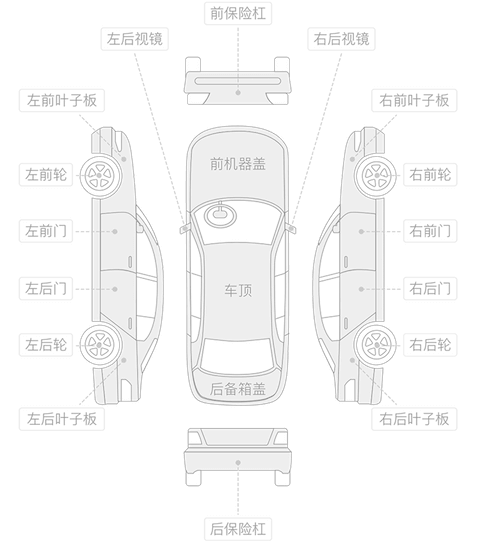 前保险杠
左后视镜
右后视镜
左前叶子板
右前叶子板
前机器盖
左前轮
右前轮
左前门
右前门
左后门
车顶
右后门
左后轮
右后轮
后备箱盖
左后叶子板
右后叶子板
后保险杠